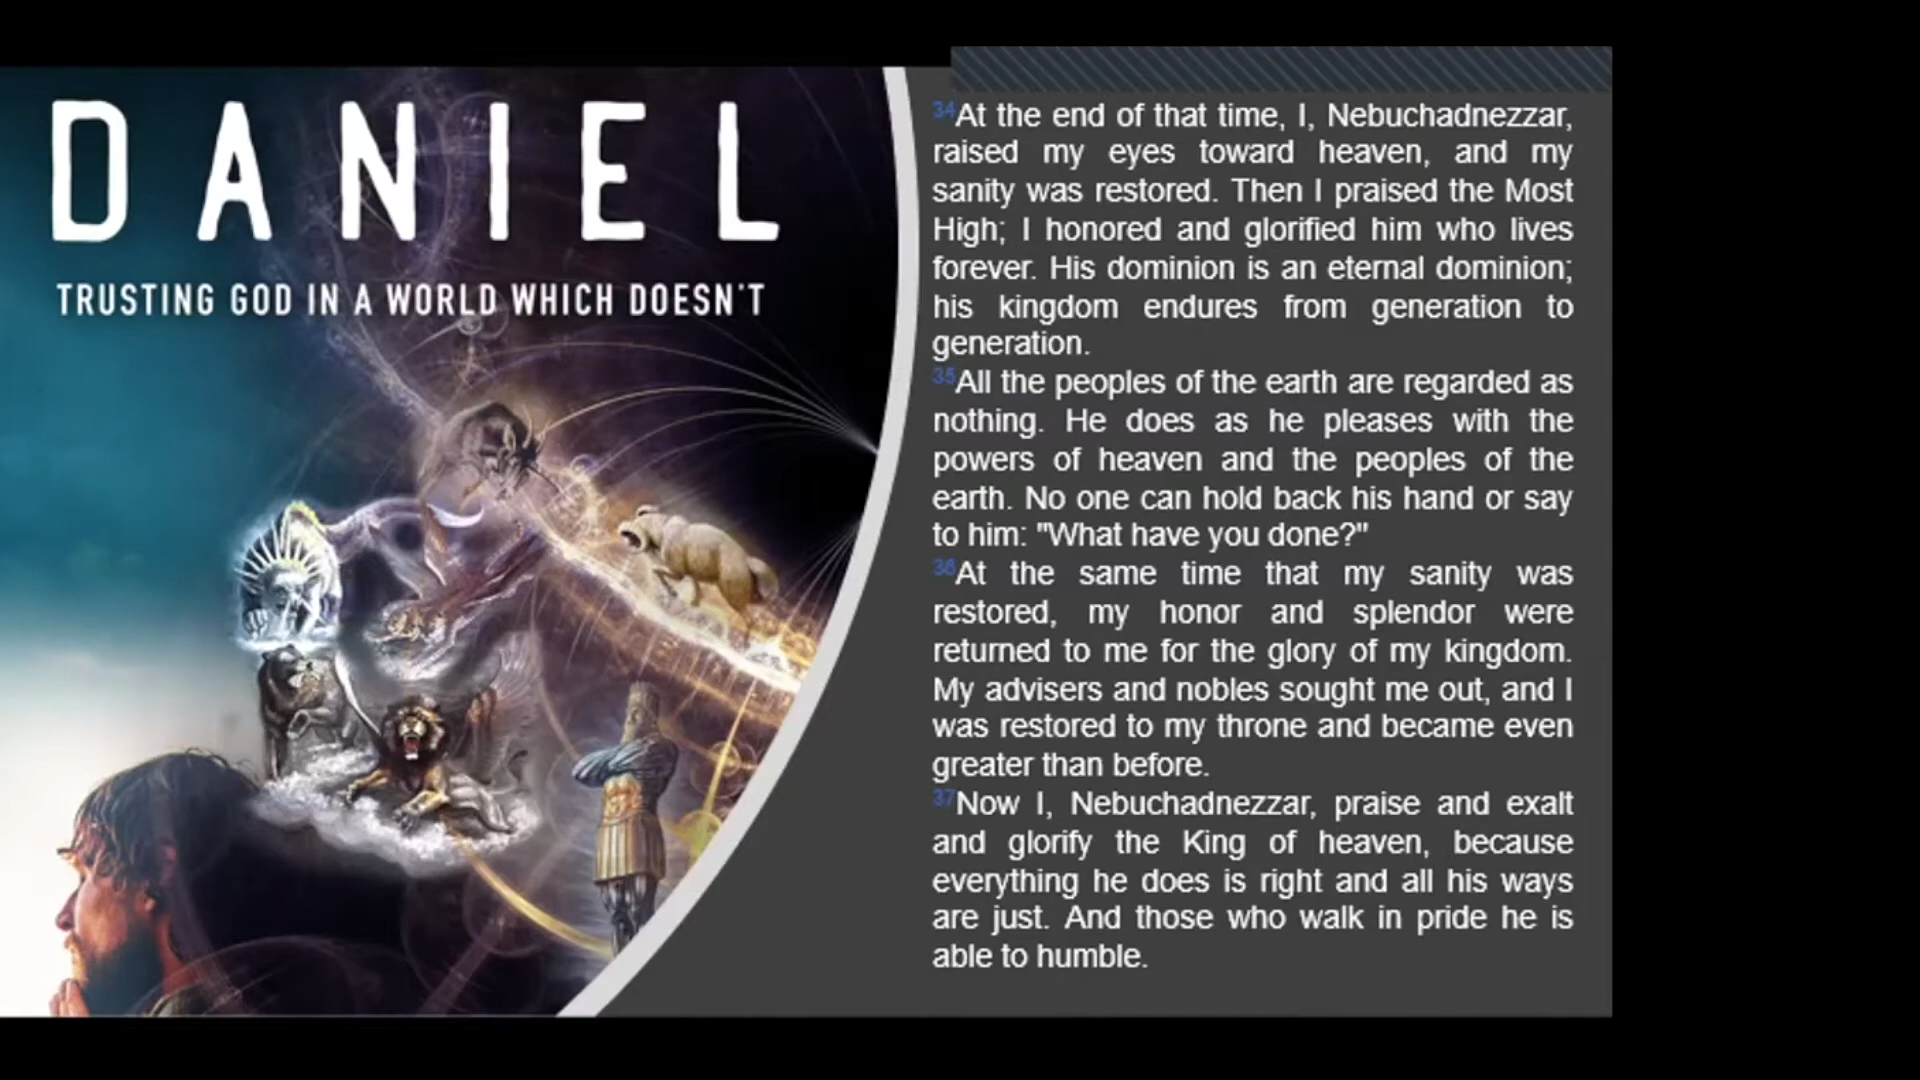 DANIEL
TRUSTING GOD IN A WORLD WHICH DOESN'T
34At the end of that time, I, Nebuchadnezzar,
raised my eyes toward heaven, and my
sanity was restored. Then I praised the Most
High; I honored and glorified him who lives
forever. His dominion is an eternal dominion;
his kingdom endures from generation to
generation.
35All the peoples of the earth are regarded as
nothing. He does as he pleases with the
powers of heaven and the peoples of the
earth. No one can hold back his hand or say
to him: "What have you done?"
36At the same time that my sanity was
restored, my honor and splendor were
returned to me for the glory of my kingdom.
My advisers and nobles sought me out, and I
was restored to my throne and became even
greater than before.
37Now I, Nebuchadnezzar, praise and exalt
and glorify the King of heaven, because
everything he does is right and all his ways
are just. And those who walk in pride he is
able to humble.